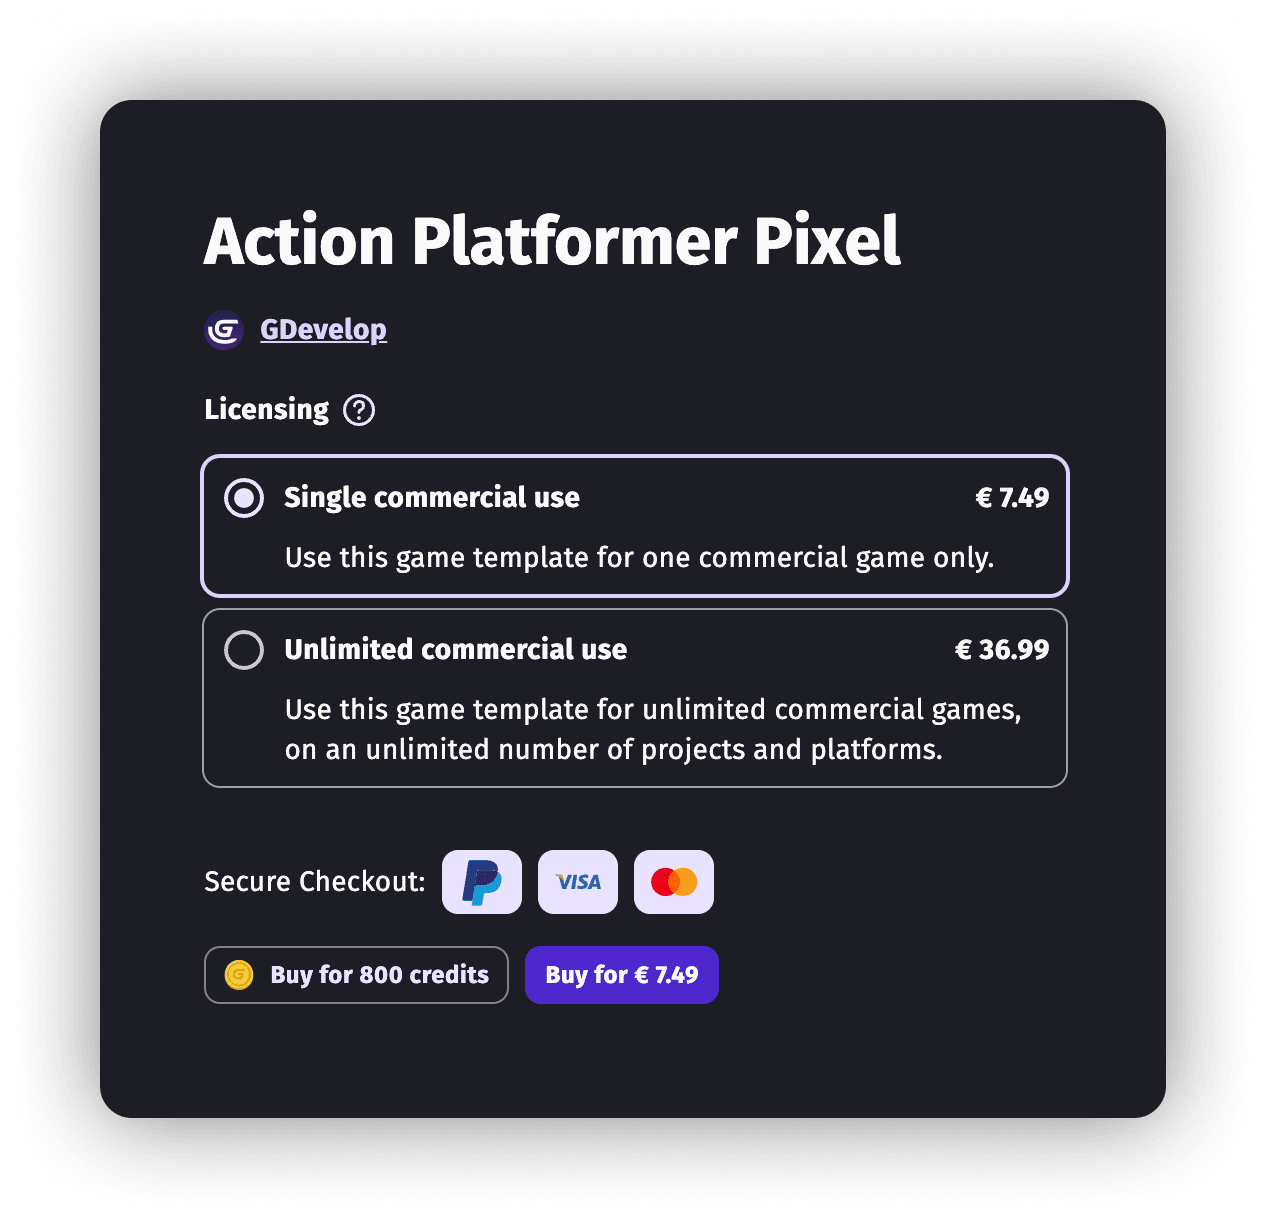 Action Platformer Pixel
GDevelop
Licensing ?
Single commercial use € 7.49
Use this game template for one commercial game only.
Unlimited commercial use € 36.99
Use this game template for unlimited commercial games,
on an unlimited number of projects and platforms.
Secure Checkout: VISA
Buy for 800 credits Buy for € 7.49